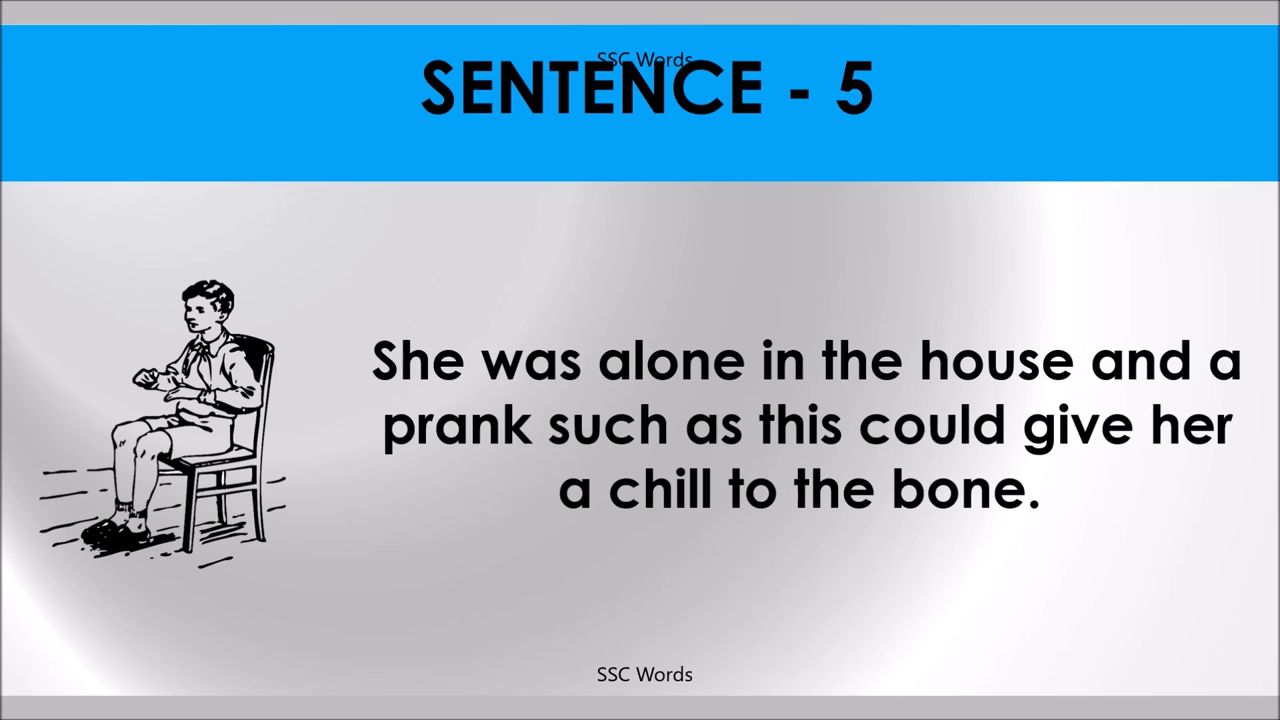 SSC Words
SENTENCE - 5
She was alone in the house and a
prank such as this could give her
a chill to the bone.
SSC Words